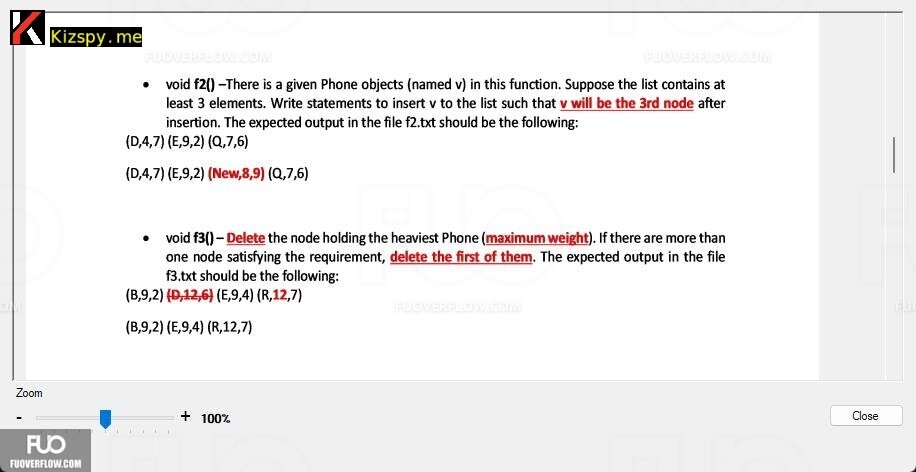 Kizspy.me
FUOVERFLOW.COM FUOVERFLOW.COM
• void f2() –There is a given Phone objects (named v) in this function. Suppose the list contains at
least 3 elements. Write statements to insert v to the list such that v will be the 3rd node after
insertion. The expected output in the file f2.txt should be the following:
(D,4,7) (E,9,2) (Q,7,6)
(D,4,7) (E,9,2) (New,8,9) (Q,7,6)
• void f3() – Delete the node holding the heaviest Phone (maximum weight). If there are more than
one node satisfying the requirement, delete the first of them. The expected output in the file
f3.txt should be the following:
(B,9,2) (D,12,6) (E,9,4) (R,12,7)
FUOVERFLOW.COM
(B,9,2) (E,9,4) (R,12,7)
Zoom
- + 100%
Close
FUO
FUOVERFLOW.COM